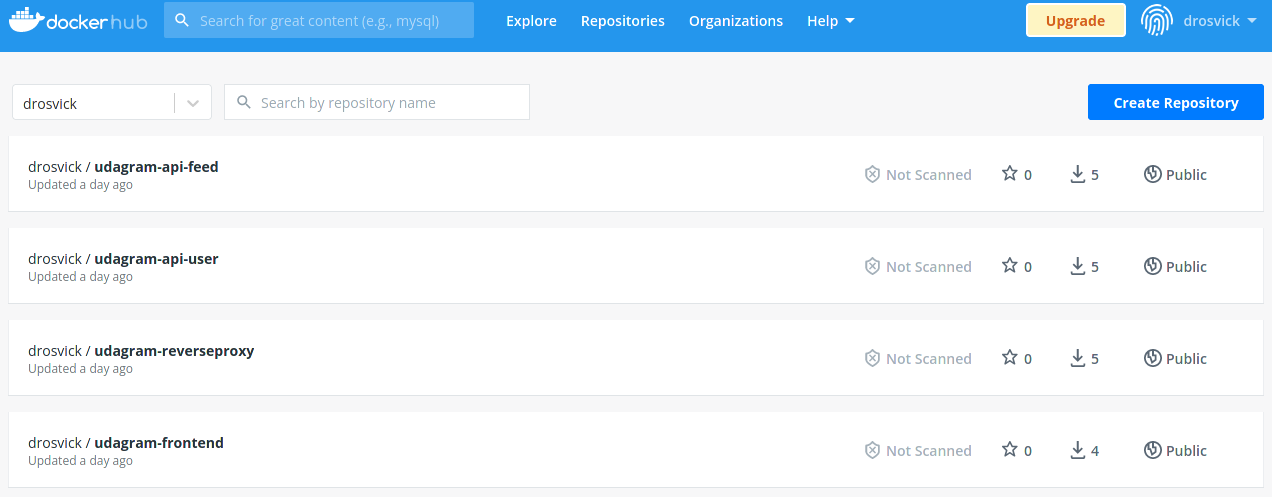 dockerhub Search for great content (e.g., mysql) Explore Repositories Organizations Help Upgrade drosvick
drosvick Search by repository name Create Repository
drosvick / udagram-api-feed
Updated a day ago
Not Scanned 0 5 Public
drosvick / udagram-api-user
Updated a day ago
Not Scanned 0 5 Public
drosvick / udagram-reverseproxy
Updated a day ago
Not Scanned 0 5 Public
drosvick / udagram-frontend
Updated a day ago
Not Scanned 0 4 Public